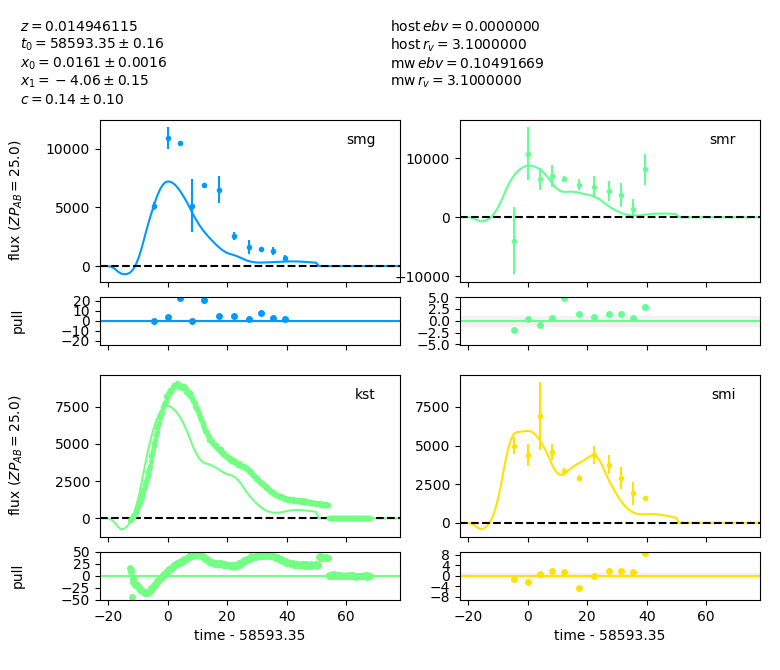 z = 0.014946115
t₀ = 58593.35 ± 0.16
x₀ = 0.0161 ± 0.0016
x₁ = −4.06 ± 0.15
c = 0.14 ± 0.10
host ebv = 0.0000000
host r_v = 3.1000000
mw ebv = 0.10491669
mw r_v = 3.1000000
smg
flux (ZP_AB = 25.0)
10000
5000
0
smr
10000
0
−10000
pull
20
10
0
−10
−20
5.0
2.5
0.0
−2.5
−5.0
kst
flux (ZP_AB = 25.0)
7500
5000
2500
0
smi
7500
5000
2500
0
pull
50
25
0
−25
−50
8
4
0
−4
−8
−20 0 20 40 60
−20 0 20 40 60
time - 58593.35
time - 58593.35